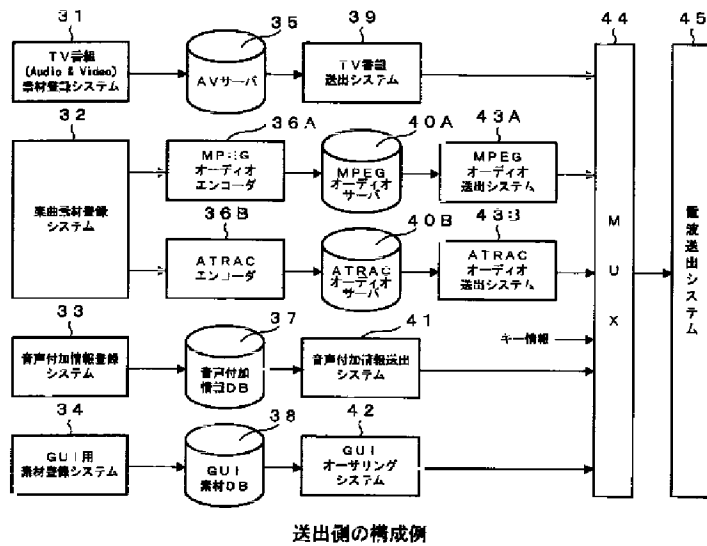 31
TV番組
(Audio & Video)
素材登録システム
35
AVサーバ
39
TV番組
送出システム
44
45
32
楽曲素材登録
システム
36A
MPEG
オーディオ
エンコーダ
40A
MPEG
オーディオ
サーバ
43A
MPEG
オーディオ
送出システム
36B
ATRAC
エンコーダ
40B
ATRAC
オーディオ
サーバ
43B
ATRAC
オーディオ
送出システム
MUX
電波送出システム
キー情報
33
音声付加情報登録
システム
37
音声付加
情報DB
41
音声付加情報送出
システム
34
GUI用
素材登録システム
38
GUI
素材DB
42
GUI
オーサリング
システム
送出側の構成例